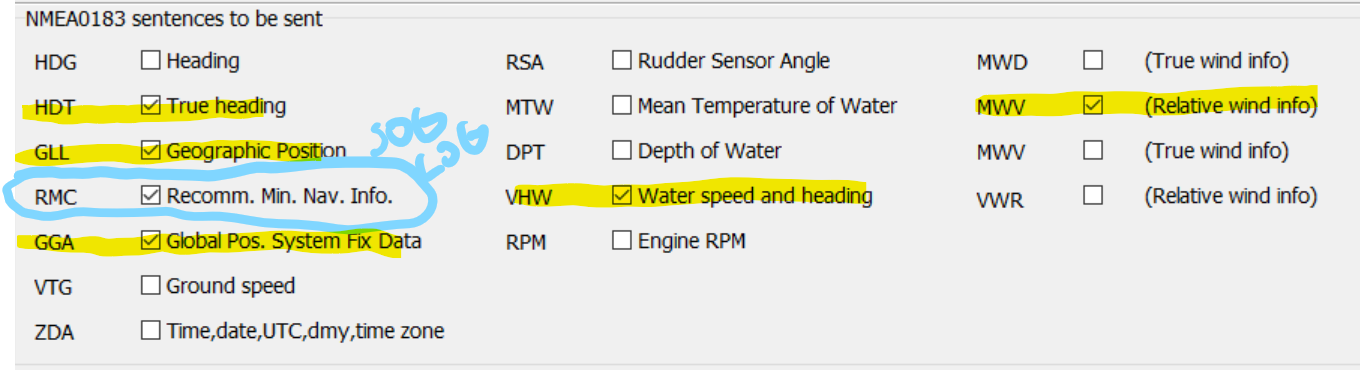 NMEA0183 sentences to be sent
HDG Heading RSA Rudder Sensor Angle MWD (True wind info)
HDT True heading MTW Mean Temperature of Water MWV (Relative wind info)
SOG
COG
GLL Geographic Position DPT Depth of Water MWV (True wind info)
RMC Recomm. Min. Nav. Info. VHW Water speed and heading VWR (Relative wind info)
GGA Global Pos. System Fix Data RPM Engine RPM
VTG Ground speed
ZDA Time,date,UTC,dmy,time zone